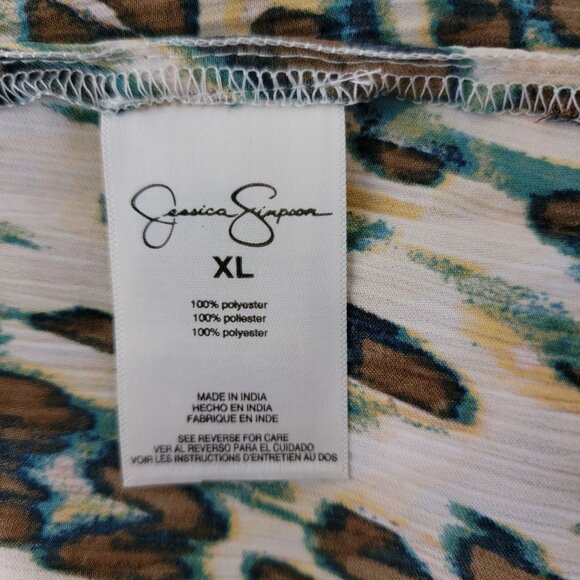 Jessica Simpson
XL
100% polyester
100% poliester
100% polyester
MADE IN INDIA
HECHO EN INDIA
FABRIQUE EN INDE
SEE REVERSE FOR CARE
VER AL REVERSO PARA EL CUIDADO
VOIR LES INSTRUCTIONS D'ENTRETIEN AU DOS